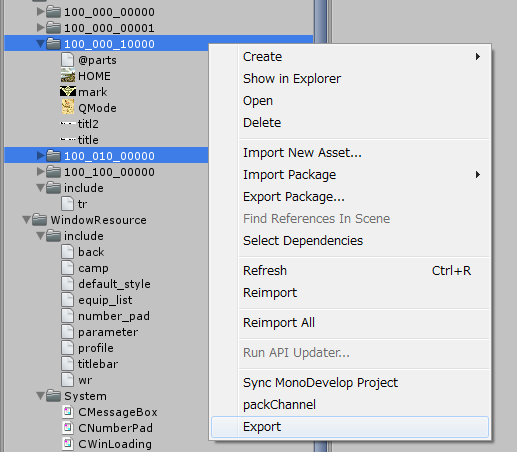 100_000_00000
100_000_00001
100_000_10000
@parts
HOME
mark
QMode
titl2
title
100_010_00000
100_100_00000
include
tr
WindowResource
include
back
camp
default_style
equip_list
number_pad
parameter
profile
titlebar
wr
System
CMessageBox
CNumberPad
CWinLoading
Create
Show in Explorer
Open
Delete
Import New Asset...
Import Package
Export Package...
Find References In Scene
Select Dependencies
Refresh Ctrl+R
Reimport
Reimport All
Run API Updater...
Sync MonoDevelop Project
packChannel
Export